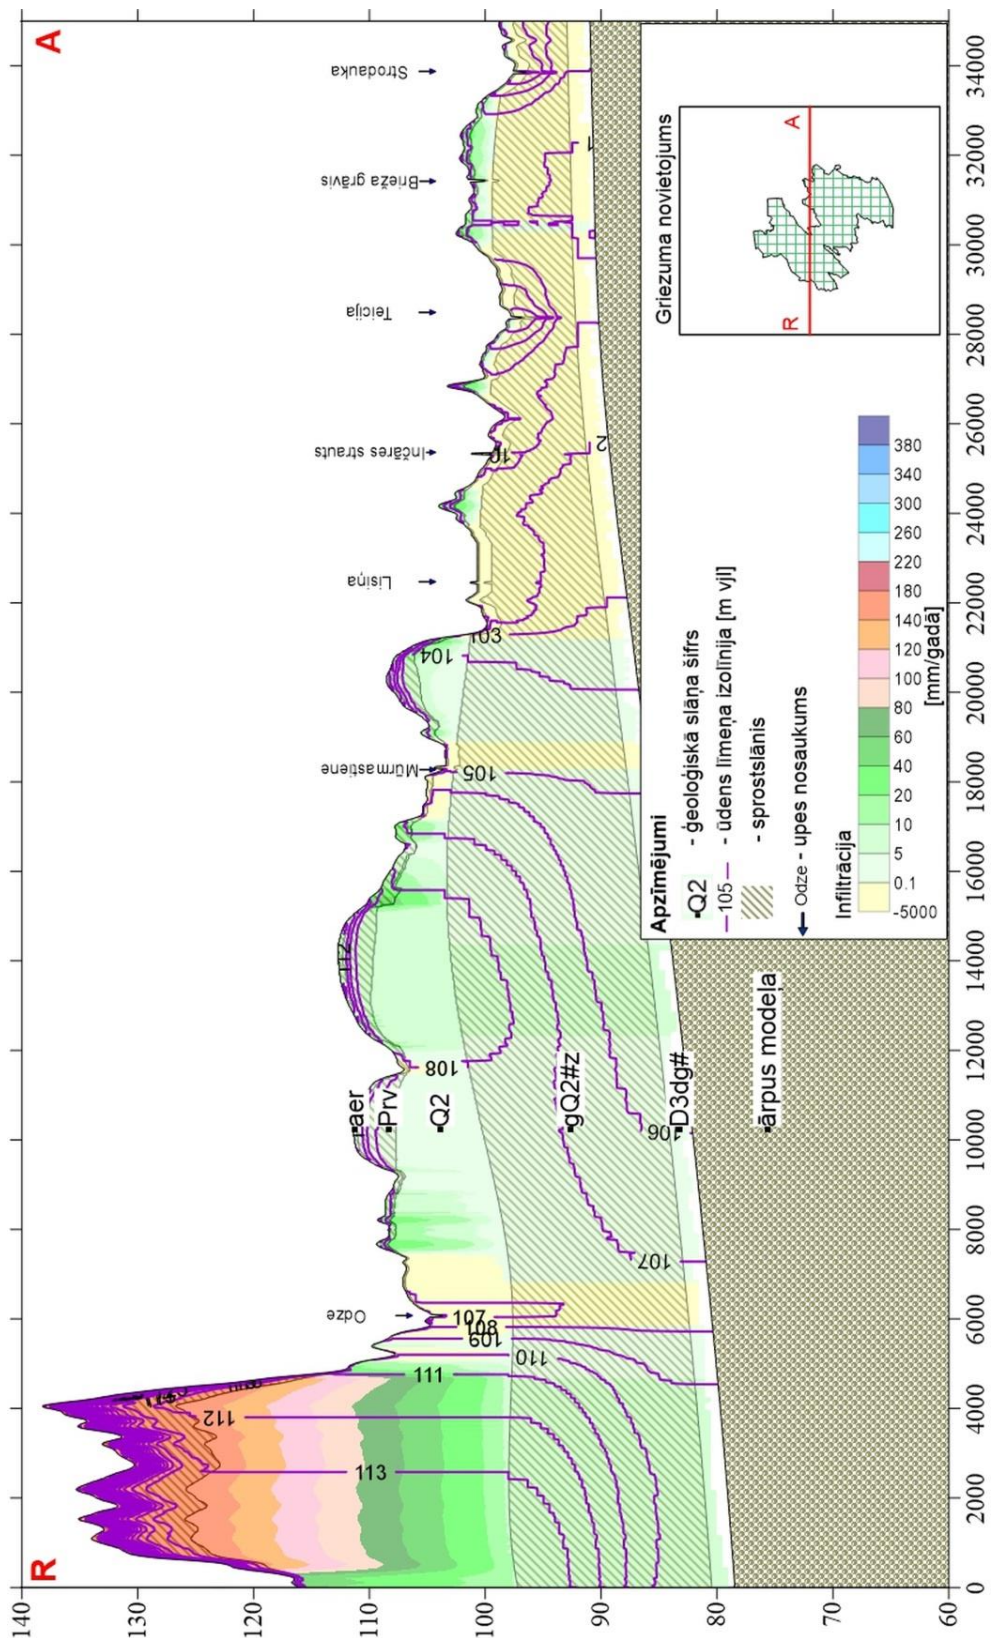 R
A
140
130
120
110
100
90
80
70
60
0
2000
4000
6000
8000
10000
12000
14000
16000
18000
20000
22000
24000
26000
28000
30000
32000
34000
Odze
Mūrmastiene
Lisiņa
Inčāres strauts
Teicija
Brieža grāvis
Strodauka
113
112
111
110
109
108
107
107
106
108
112
105
104
103
aer
Prv
Q2
gQ2#z
D3dg#
ārpus modeļa
Apzīmējumi
Q2 - ģeoloģiskā slāņa šifrs
105 - ūdens līmeņa izolīnija [m vjl]
- sprostslānis
Odze - upes nosaukums
Infiltrācija
-5000
0.1
5
10
20
40
60
80
100
120
140
180
220
260
300
340
380
[mm/gadā]
Griezuma novietojums
R
A